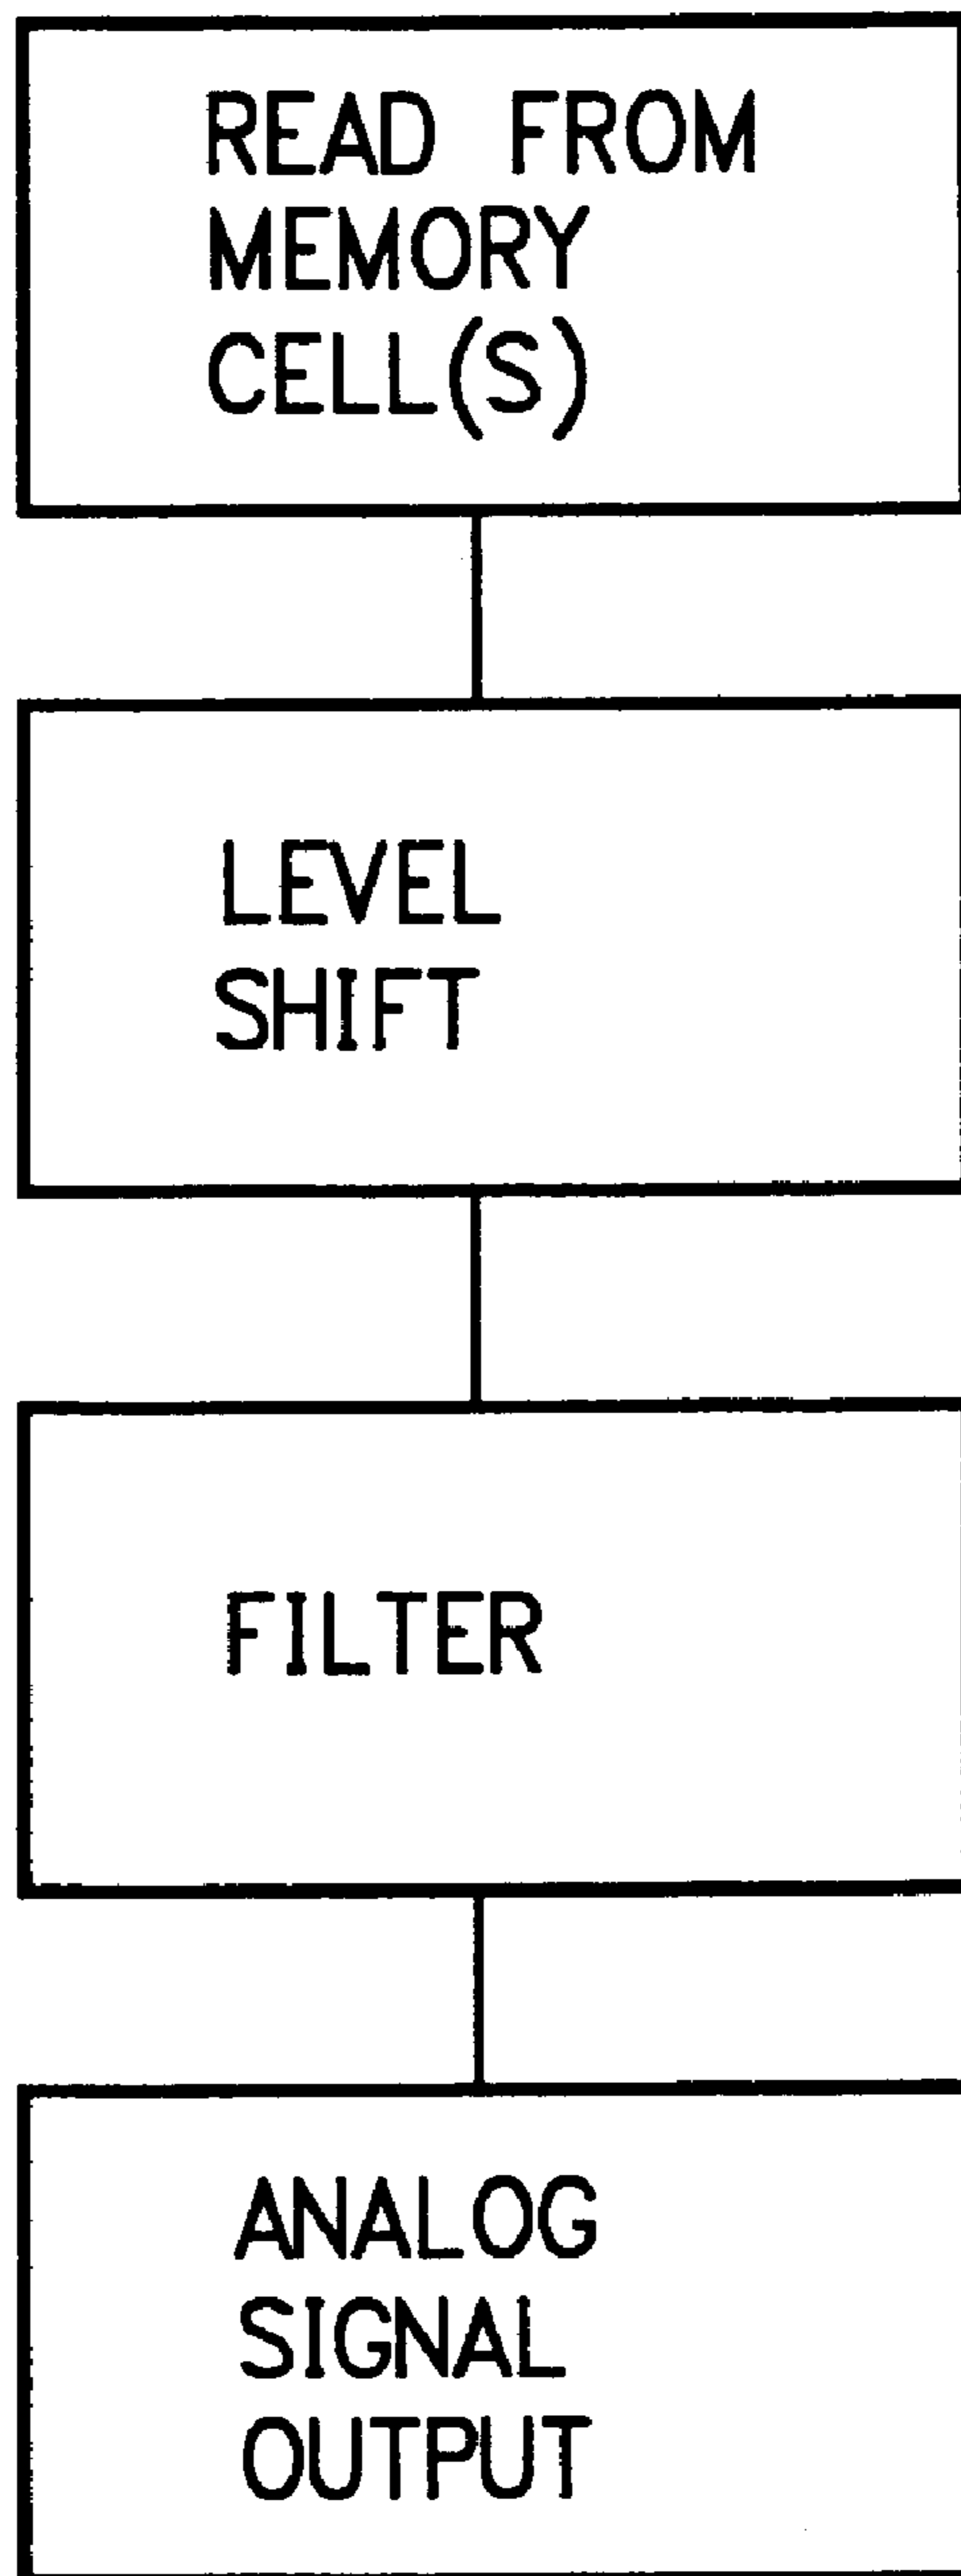 READ FROM
MEMORY
CELL(S)
LEVEL
SHIFT
FILTER
ANALOG
SIGNAL
OUTPUT